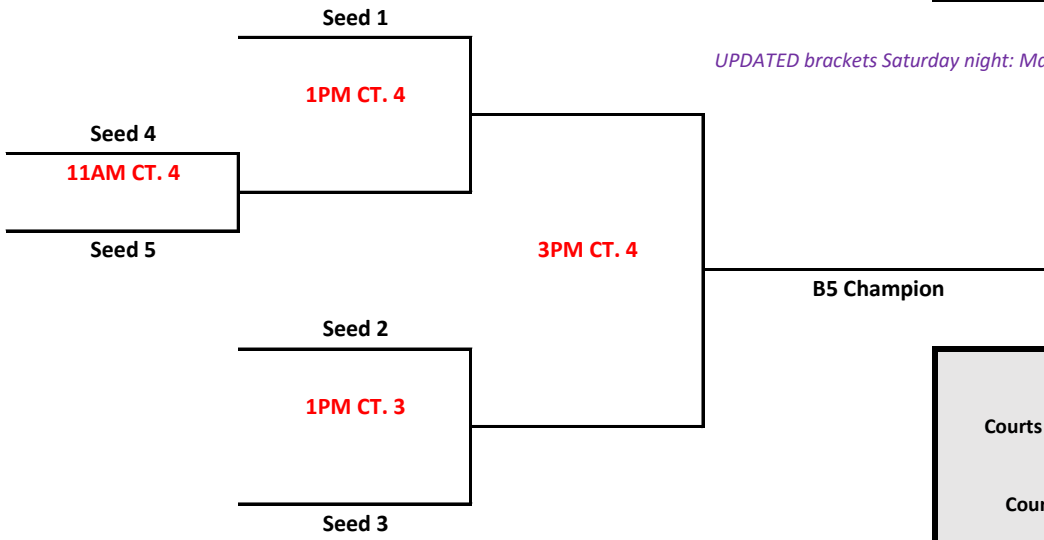 Seed 1
UPDATED brackets Saturday night:
1PM CT. 4
Seed 4
11AM CT. 4
Seed 5
3PM CT. 4
B5 Champion
Seed 2
1PM CT. 3
Courts
Seed 3